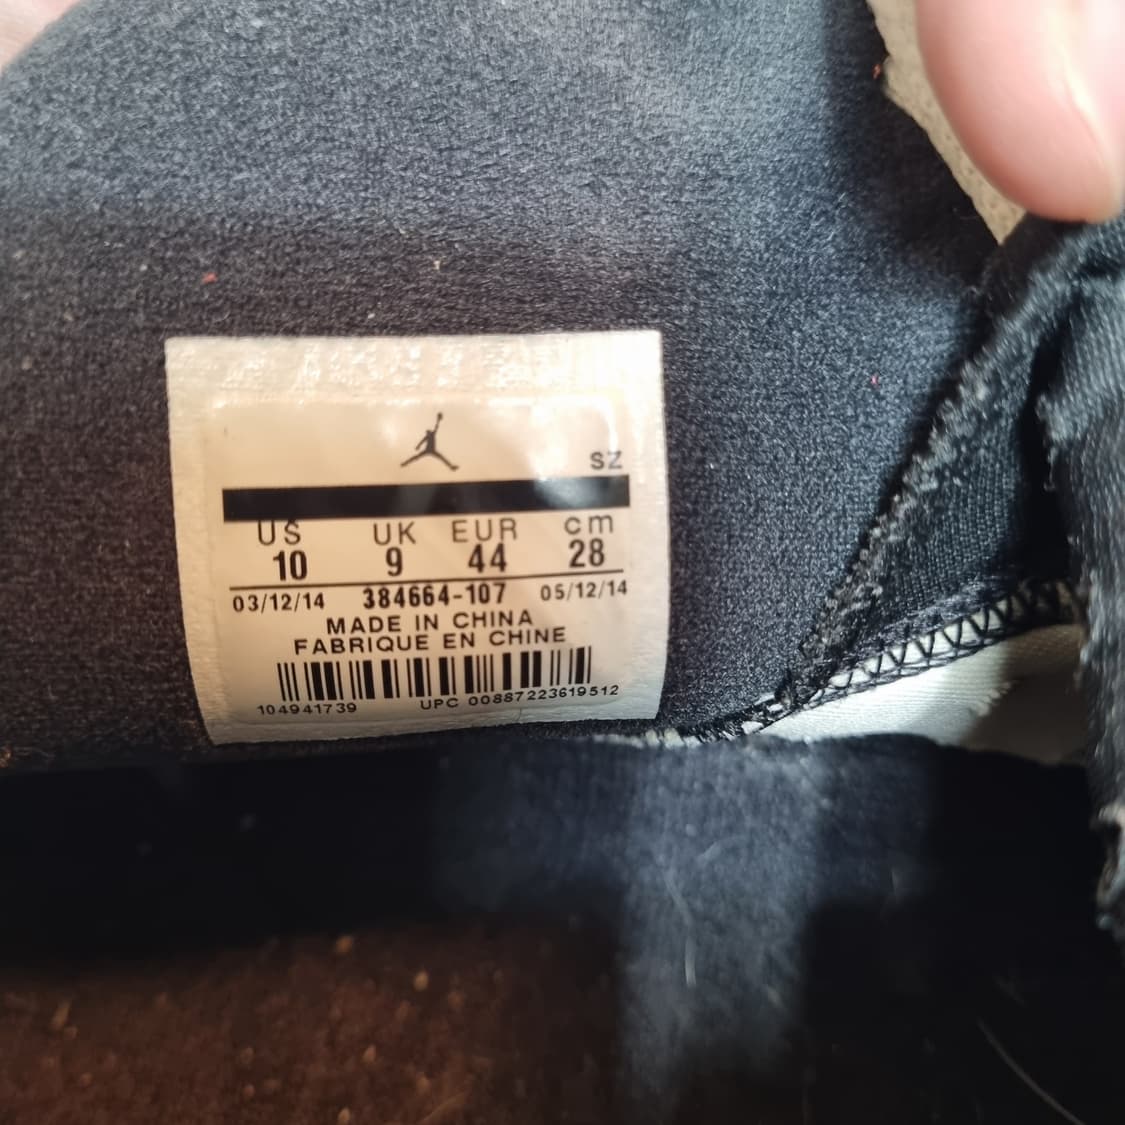 SZ
US UK EUR cm
10 9 44 28
03/12/14 384664-107 05/12/14
MADE IN CHINA
FABRIQUE EN CHINE
104941739 UPC 00887223619512